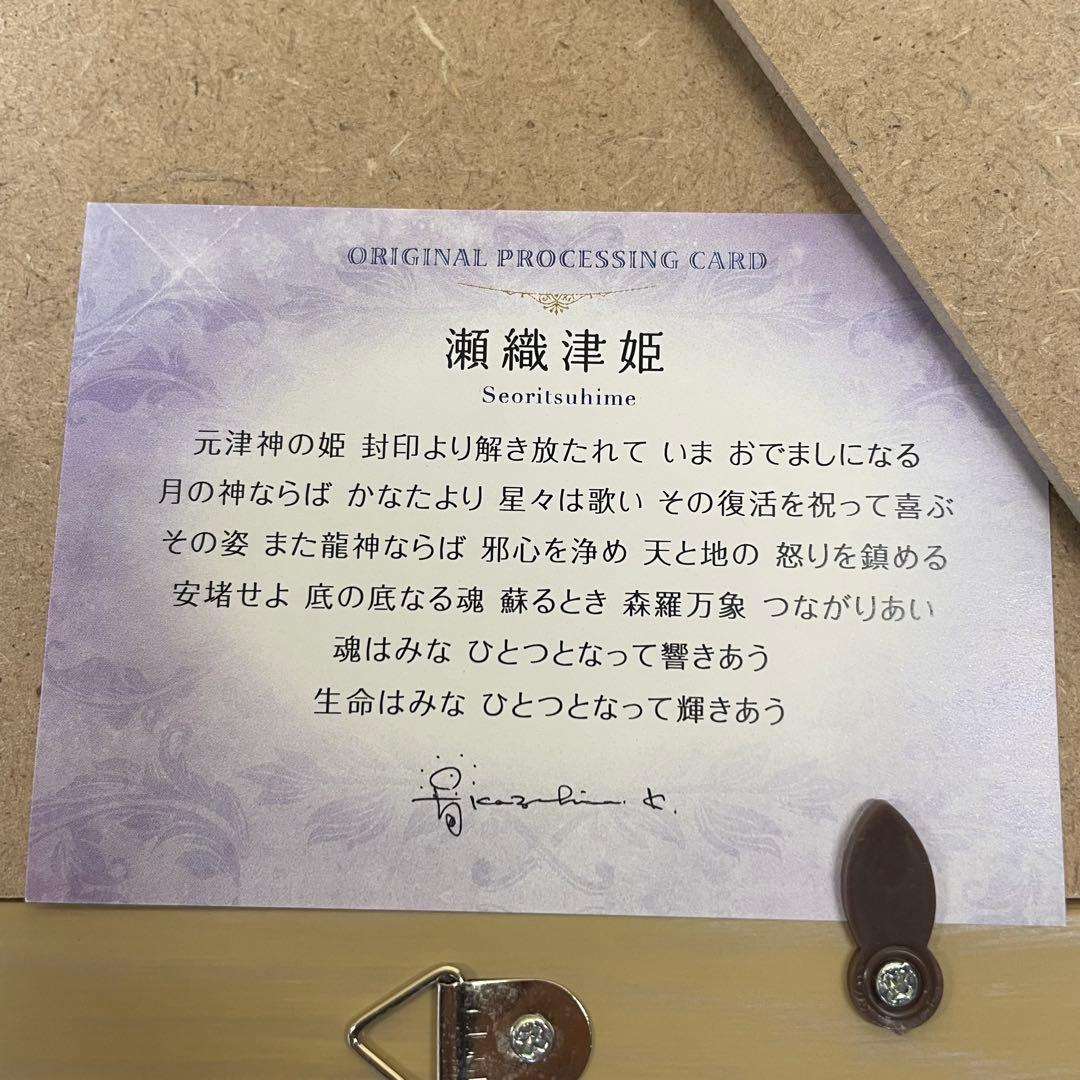 ORIGINAL PROCESSING CARD
瀬織津姫
Seoritsuhime
元津神の姫 封印より解き放たれて いま おでましになる
月の神ならば かなたより 星々は歌い その復活を祝って喜ぶ
その姿 また龍神ならば 邪心を浄め 天と地の 怒りを鎮める
安堵せよ 底の底なる魂 蘇るとき 森羅万象 つながりあい
魂はみな ひとつとなって響きあう
生命はみな ひとつとなって輝きあう